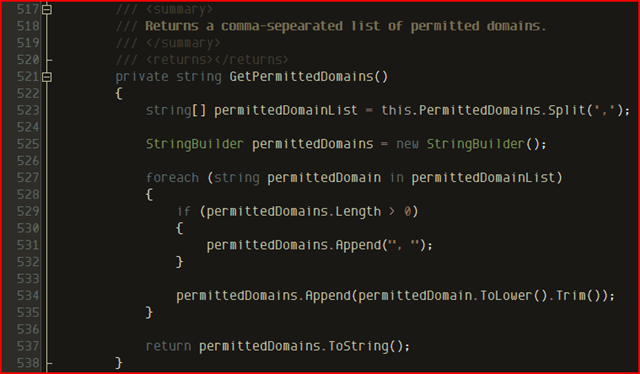 517 /// <summary>
518 /// Returns a comma-sepearated list of permitted domains.
519 /// </summary>
520 /// <returns></returns>
521 private string GetPermittedDomains()
522 {
523 string[] permittedDomainList = this.PermittedDomains.Split(',');
524
525 StringBuilder permittedDomains = new StringBuilder();
526
527 foreach (string permittedDomain in permittedDomainList)
528 {
529 if (permittedDomains.Length > 0)
530 {
531 permittedDomains.Append(", ");
532 }
533
534 permittedDomains.Append(permittedDomain.ToLower().Trim());
535 }
536
537 return permittedDomains.ToString();
538 }